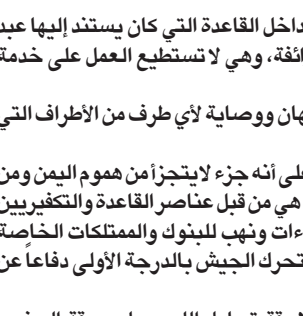 داخل القاعدة التي كان يستند إليها عبد
ائفة، وهي لا تستطيع العمل على خدمة
هان ووصاية لأي طرف من الأطراف التي
على أنه جزء لايتجزأ من هموم اليمن ومن
هي من قبل عناصر القاعدة والتكفيريين
ءات ونهب للبنوك والممتلكات الخاصة
تحرك الجيش بالدرجة الأولى دفاعاً عن